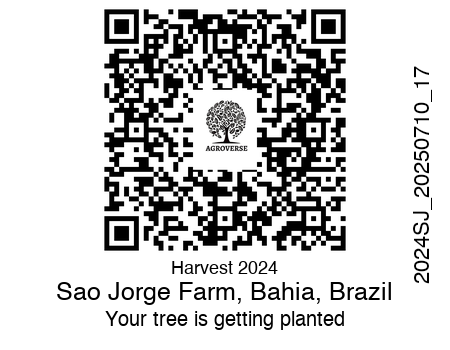 AGROVERSE
Harvest 2024
Sao Jorge Farm, Bahia, Brazil
Your tree is getting planted
2024SJ_20250710_17